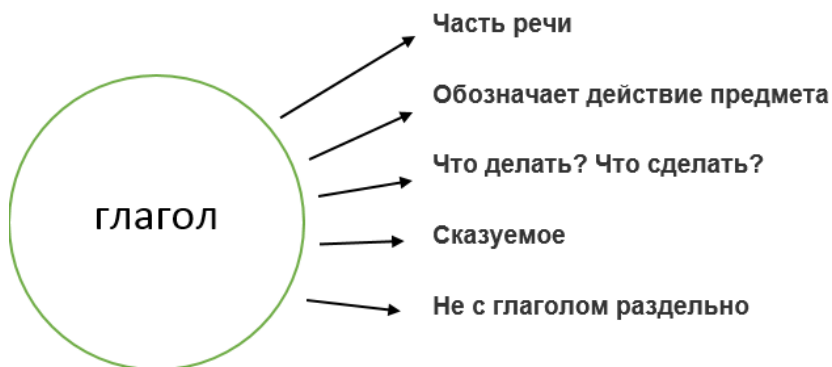 глагол
Часть речи
Обозначает действие предмета
Что делать? Что сделать?
Сказуемое
Не с глаголом раздельно